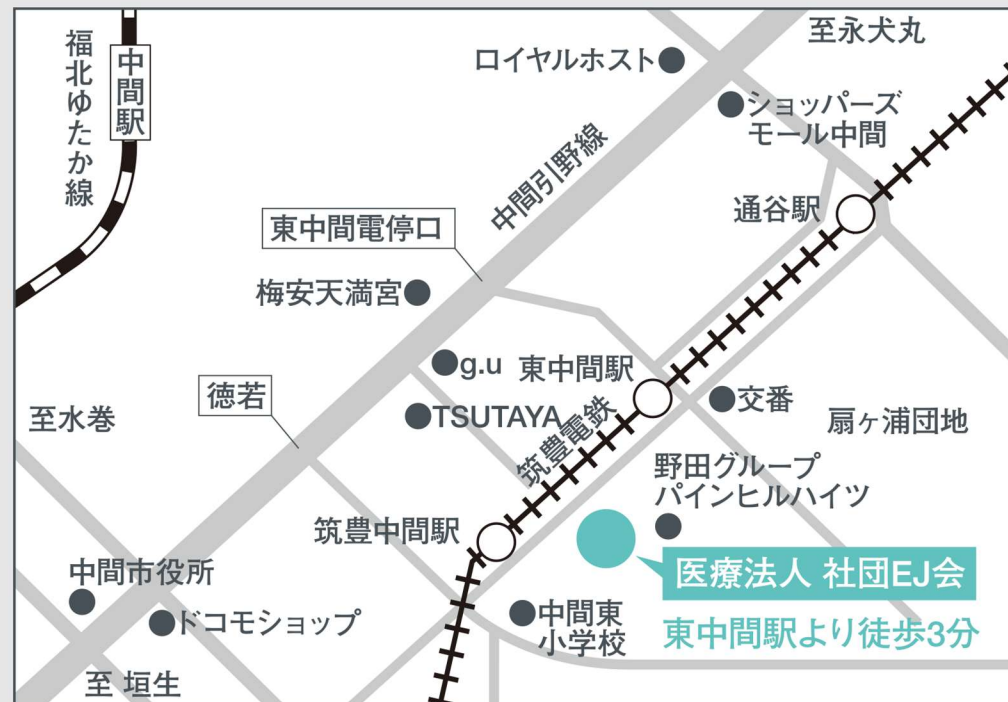 至永犬丸
福北ゆたか線
中間駅
ロイヤルホスト
ショッパーズ
モール中間
中間引野線
通谷駅
東中間電停口
梅安天満宮
g.u
東中間駅
徳若
TSUTAYA
交番
至水巻
筑豊電鉄
扇ヶ浦団地
野田グループ
パインヒルハイツ
筑豊中間駅
中間市役所
医療法人 社団EJ会
ドコモショップ
中間東
小学校
東中間駅より徒歩3分
至 垣生